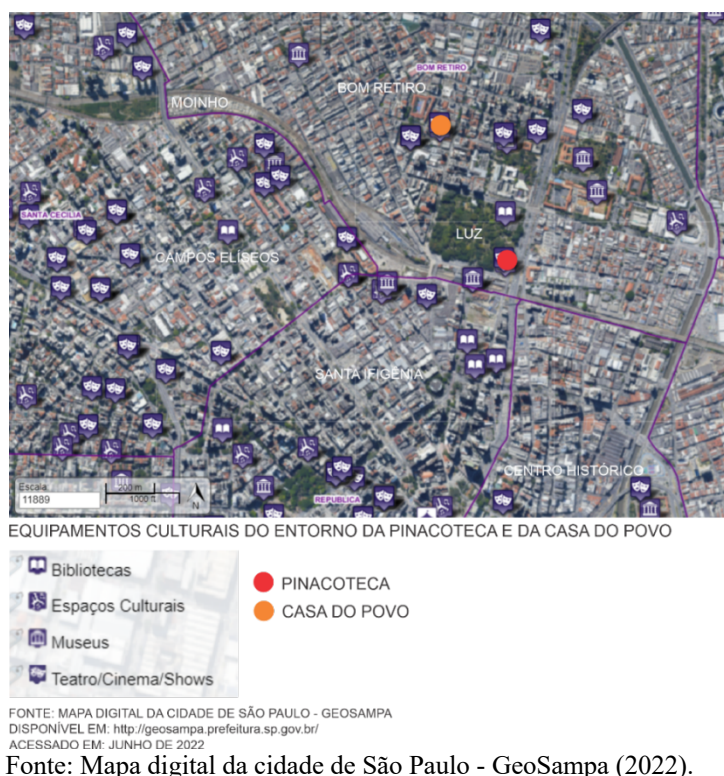 BOM RETIRO
BOM RETIRO
MOINHO
SANTA CECILIA
LUZ
CAMPOS ELÍSEOS
SANTA IFIGÊNIA
CENTRO HISTÓRICO
REPUBLICA
Escala
11889
200 m
1000 ft
N
EQUIPAMENTOS CULTURAIS DO ENTORNO DA PINACOTECA E DA CASA DO POVO
Bibliotecas
Espaços Culturais
Museus
Teatro/Cinema/Shows
PINACOTECA
CASA DO POVO
FONTE: MAPA DIGITAL DA CIDADE DE SÃO PAULO - GEOSAMPA
DISPONÍVEL EM: http://geosampa.prefeitura.sp.gov.br/
ACESSADO EM: JUNHO DE 2022
Fonte: Mapa digital da cidade de São Paulo - GeoSampa (2022).